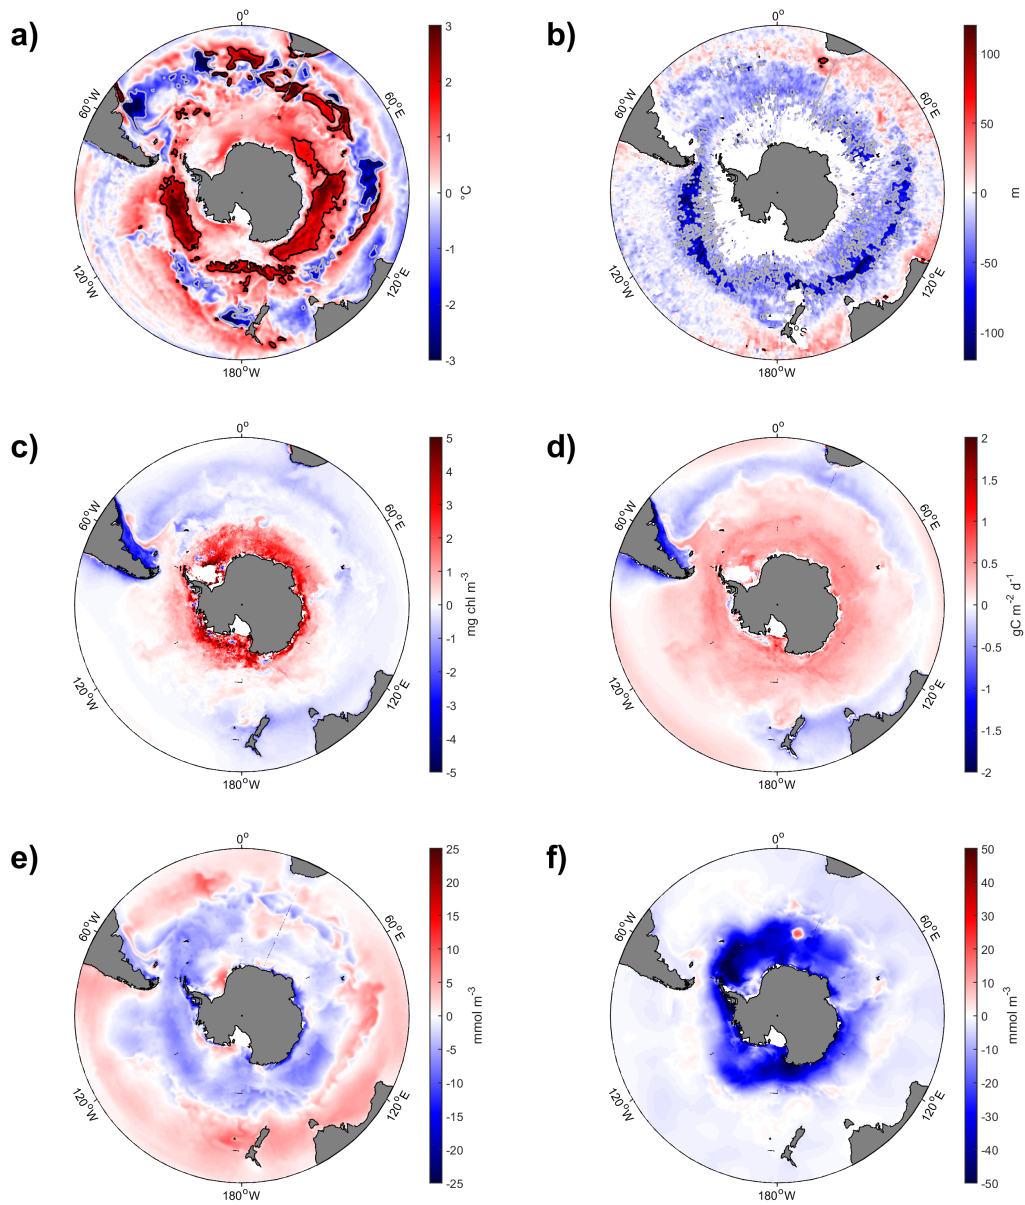 a)
0°
60°E
120°E
180°W
120°W
60°W
3
2
1
0
-1
-2
-3
°C
b)
0°
60°E
120°E
180°W
120°W
60°W
°S
100
50
0
-50
-100
m
c)
0°
60°E
120°E
180°W
120°W
60°W
5
4
3
2
1
0
-1
-2
-3
-4
-5
mg chl m⁻³
d)
0°
60°E
120°E
180°W
120°W
60°W
2
1.5
1
0.5
0
-0.5
-1
-1.5
-2
gC m⁻² d⁻¹
e)
0°
60°E
120°E
180°W
120°W
60°W
25
20
15
10
5
0
-5
-10
-15
-20
-25
mmol m⁻³
f)
0°
60°E
120°E
180°W
120°W
60°W
50
40
30
20
10
0
-10
-20
-30
-40
-50
mmol m⁻³